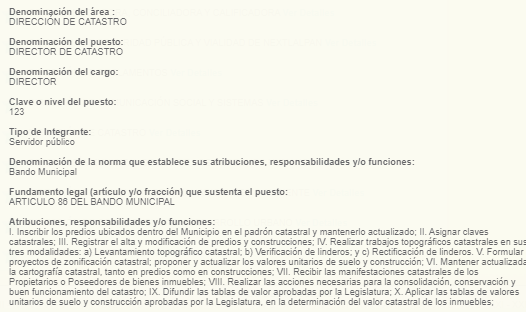 Denominación del área :
DIRECCIÓN DE CATASTRO
Denominación del puesto:
DIRECTOR DE CATASTRO
Denominación del cargo:
DIRECTOR
Clave o nivel del puesto:
123
Tipo de Integrante:
Servidor público
Denominación de la norma que establece sus atribuciones, responsabilidades y/o funciones:
Bando Municipal
Fundamento legal (artículo y/o fracción) que sustenta el puesto:
ARTICULO 86 DEL BANDO MUNICIPAL
Atribuciones, responsabilidades y/o funciones:
I. Inscribir los predios ubicados dentro del Municipio en el padrón catastral y mantenerlo actualizado; II. Asignar claves
catastrales; III. Registrar el alta y modificación de predios y construcciones; IV. Realizar trabajos topográficos catastrales en sus
tres modalidades: a) Levantamiento topográfico catastral; b) Verificación de linderos; y c) Rectificación de linderos. V. Formular
proyectos de zonificación catastral; proponer y actualizar los valores unitarios de suelo y construcción; VI. Mantener actualizada
la cartografía catastral, tanto en predios como en construcciones; VII. Recibir las manifestaciones catastrales de los
Propietarios o Poseedores de bienes inmuebles; VIII. Realizar las acciones necesarias para la consolidación, conservación y
buen funcionamiento del catastro; IX. Difundir las tablas de valor aprobadas por la Legislatura; X. Aplicar las tablas de valores
unitarios de suelo y construcción aprobadas por la Legislatura, en la determinación del valor catastral de los inmuebles;